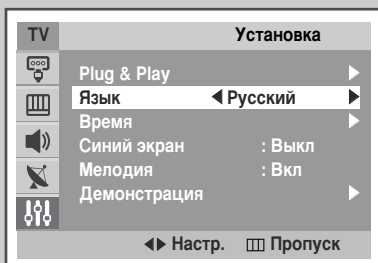 TV Установка
Plug & Play
Язык Русский
Время
Синий экран : Выкл
Мелодия : Вкл
Демонстрация
Настр. Пропуск